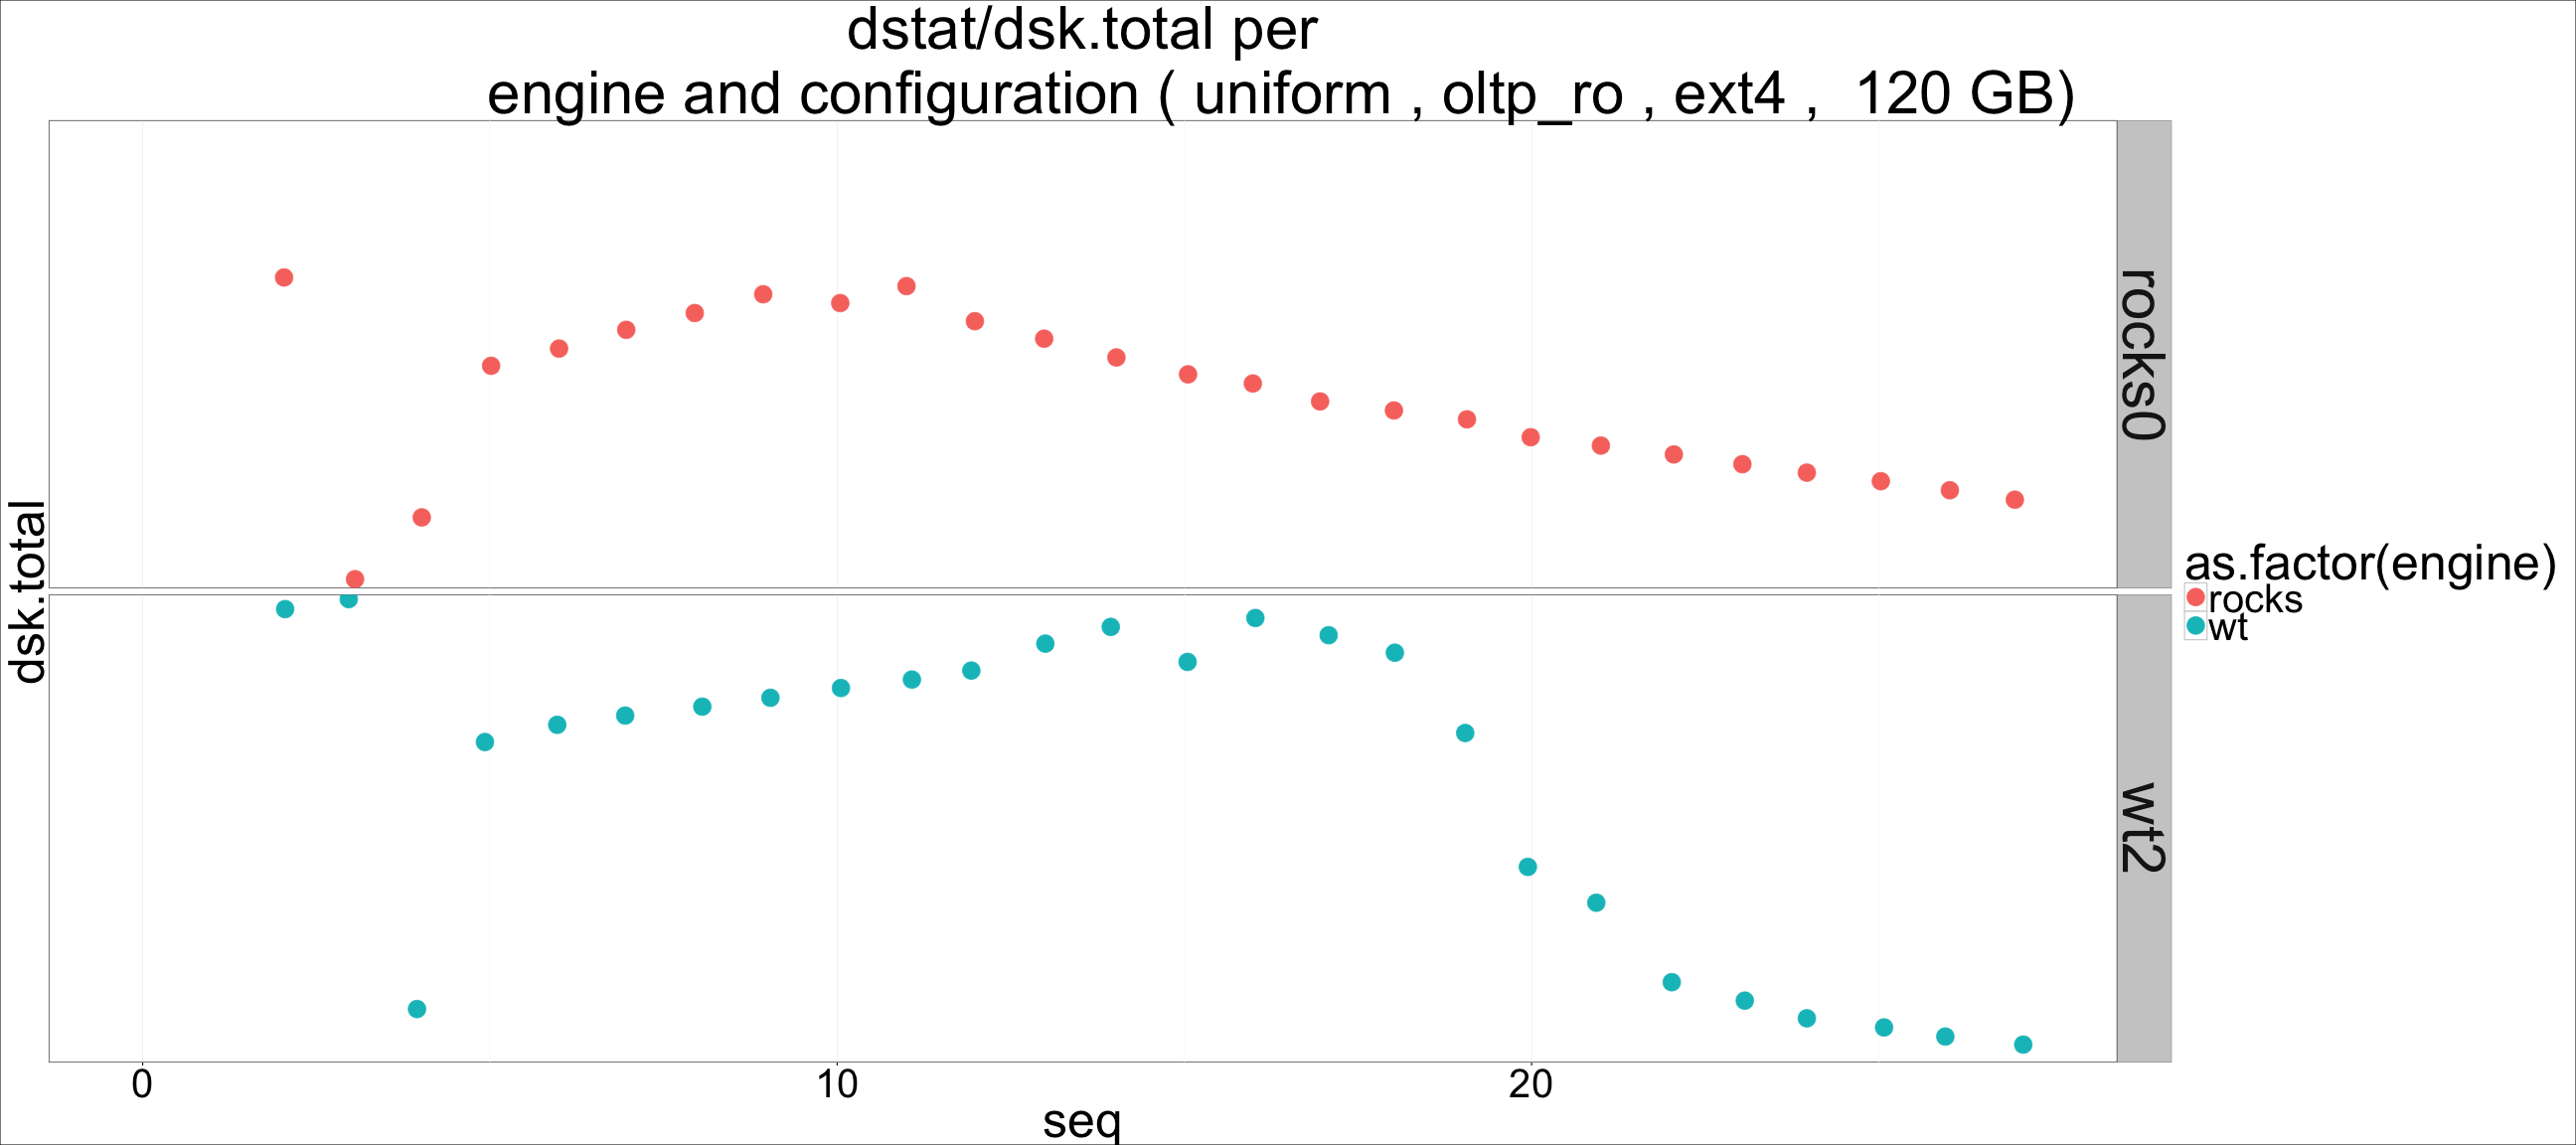 dstat/dsk.total per
engine and configuration ( uniform , oltp_ro , ext4 ,  120 GB)
dsk.total
rocks0
wt2
as.factor(engine)
rocks
wt
0
10
20
seq